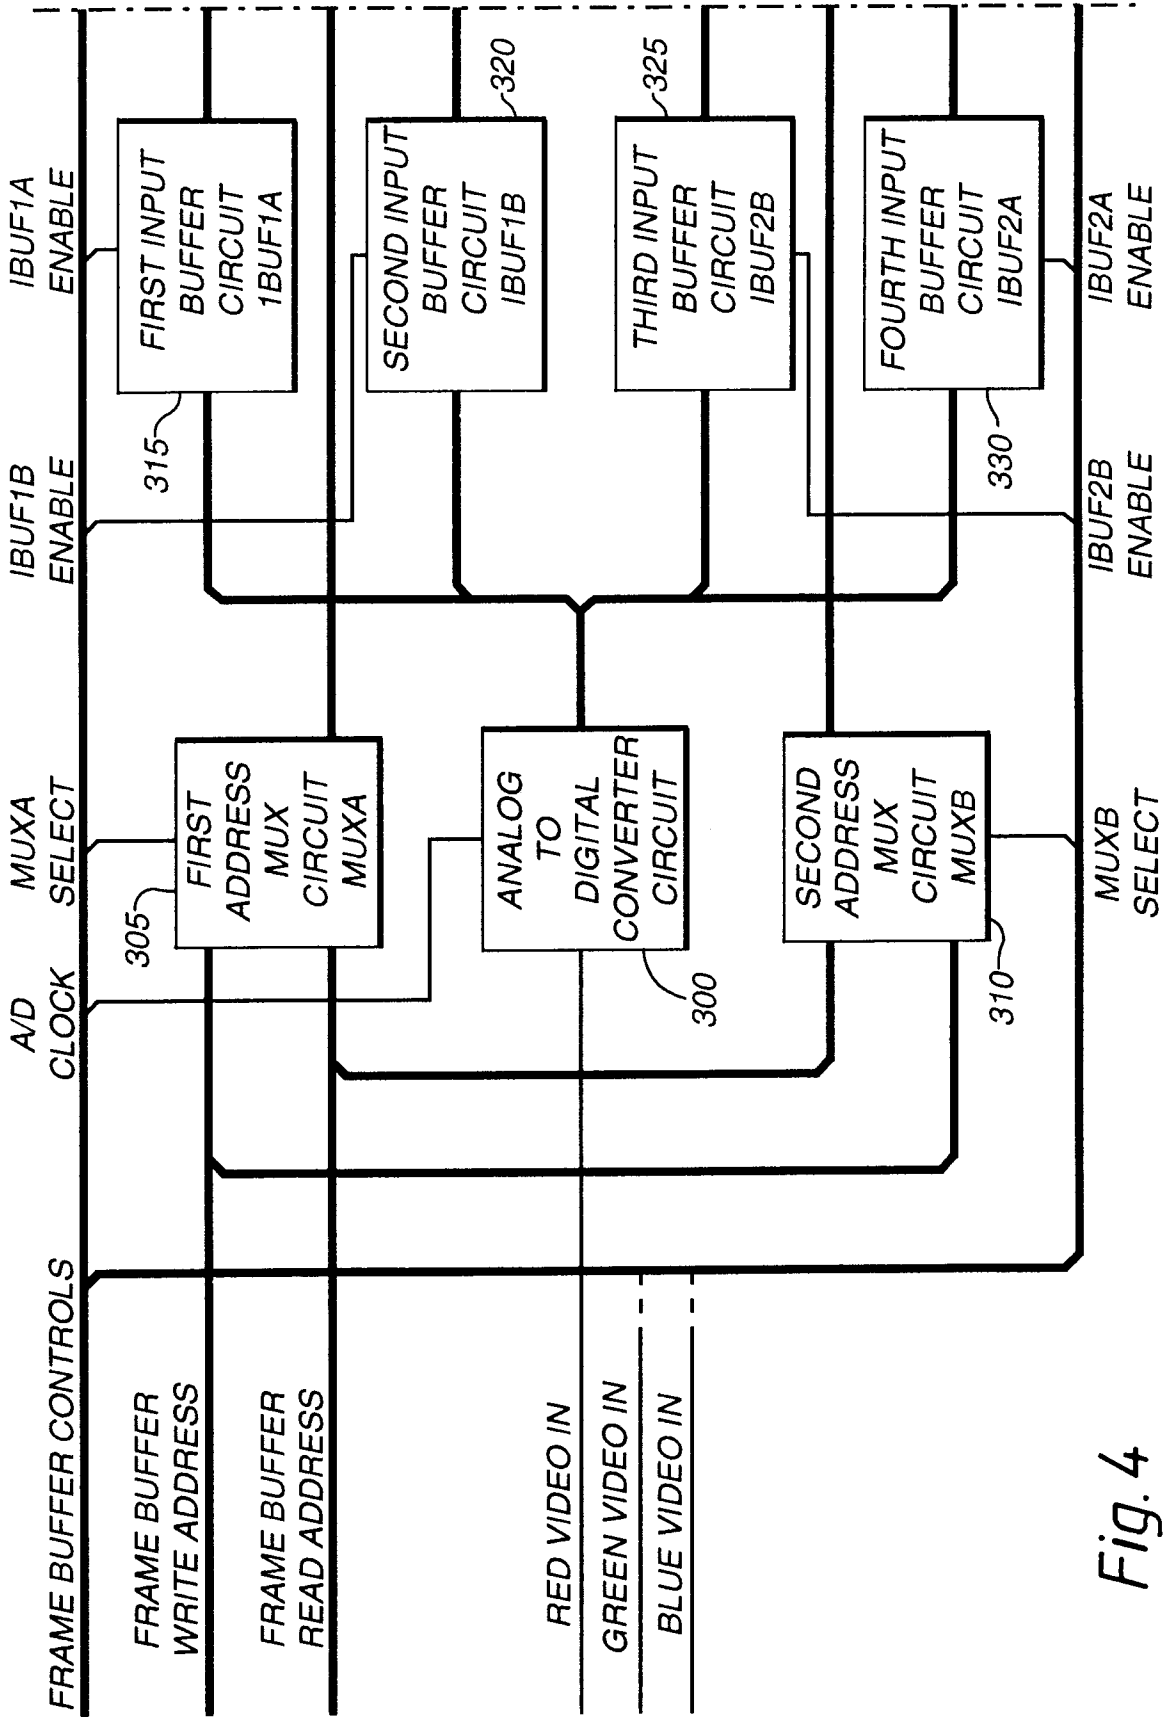 FRAME BUFFER CONTROLS
A/D
CLOCK
MUXA
SELECT
IBUF1B
ENABLE
IBUF1A
ENABLE
FRAME BUFFER
WRITE ADDRESS
FRAME BUFFER
READ ADDRESS
305
FIRST
ADDRESS
MUX
CIRCUIT
MUXA
315
FIRST INPUT
BUFFER
CIRCUIT
1BUF1A
SECOND INPUT
BUFFER
CIRCUIT
IBUF1B
320
RED VIDEO IN
GREEN VIDEO IN
BLUE VIDEO IN
ANALOG
TO
DIGITAL
CONVERTER
CIRCUIT
300
THIRD INPUT
BUFFER
CIRCUIT
IBUF2B
325
SECOND
ADDRESS
MUX
CIRCUIT
MUXB
310
FOURTH INPUT
BUFFER
CIRCUIT
IBUF2A
330
MUXB
SELECT
IBUF2B
ENABLE
IBUF2A
ENABLE
Fig. 4